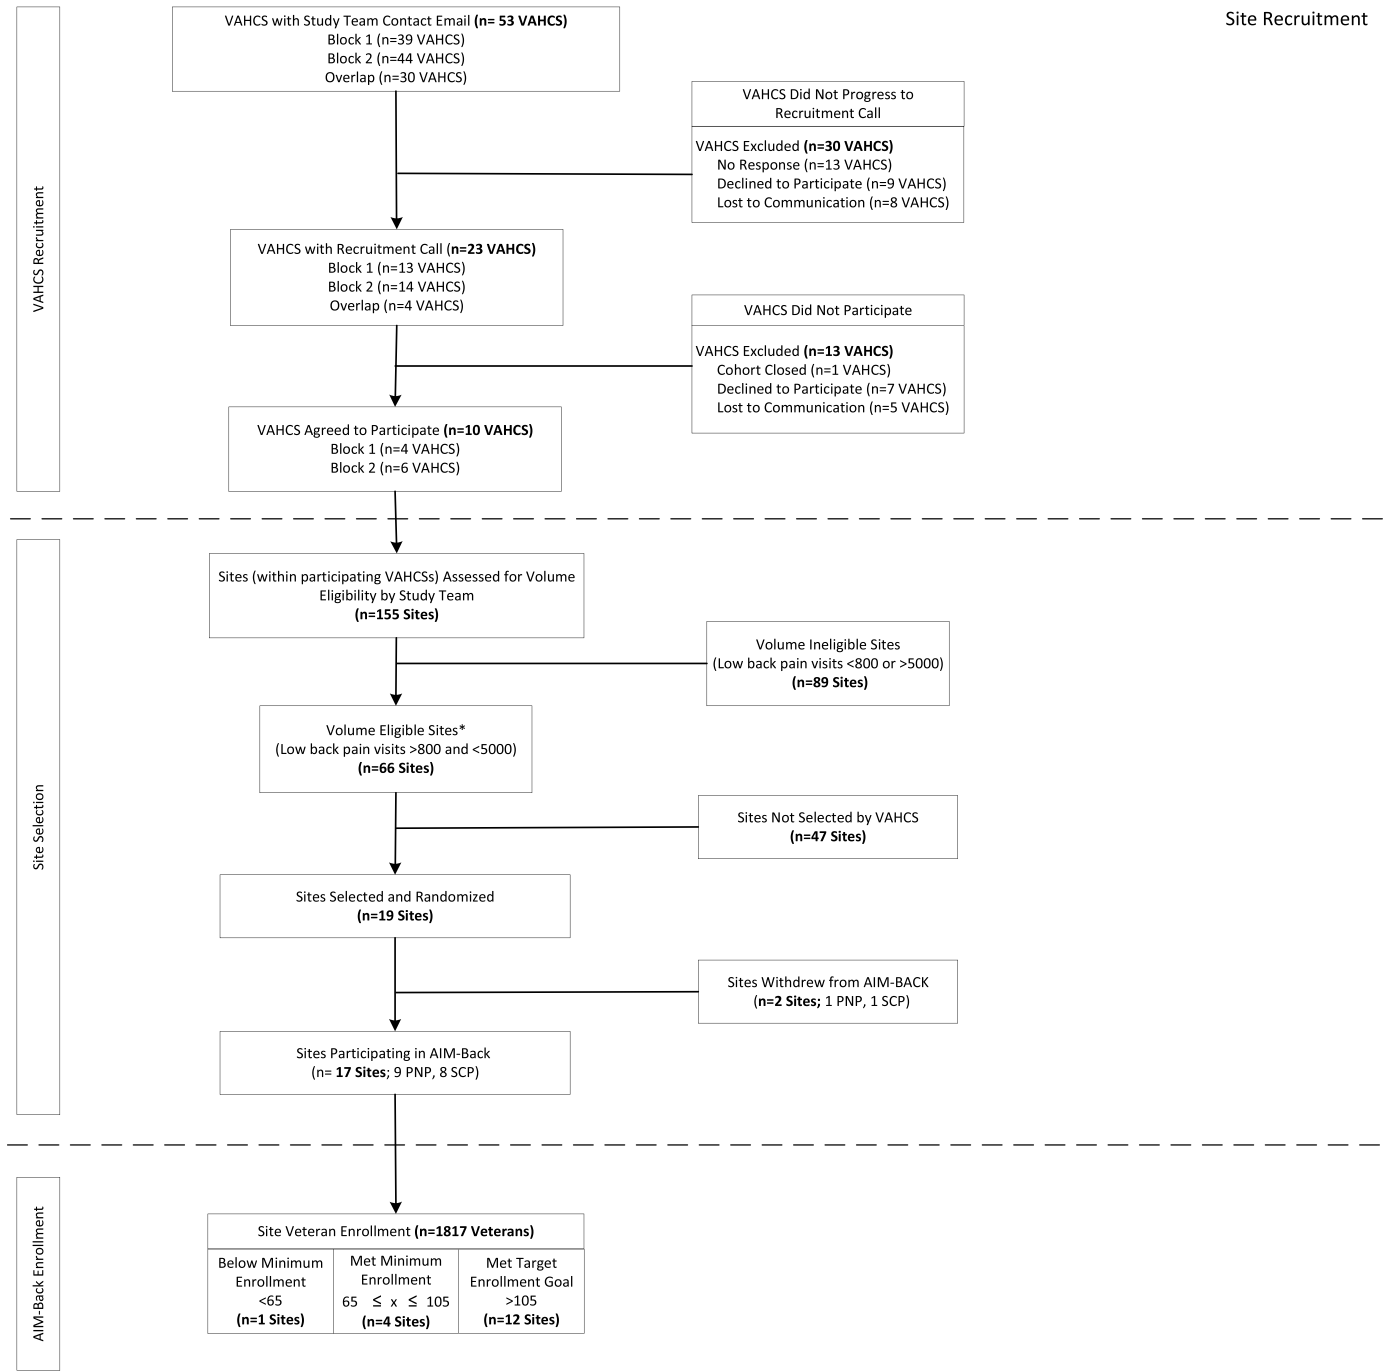 Site Recruitment
VAHCS Recruitment
VAHCS with Study Team Contact Email (n= 53 VAHCS)
Block 1 (n=39 VAHCS)
Block 2 (n=44 VAHCS)
Overlap (n=30 VAHCS)
VAHCS Did Not Progress to
Recruitment Call
VAHCS Excluded (n=30 VAHCS)
No Response (n=13 VAHCS)
Declined to Participate (n=9 VAHCS)
Lost to Communication (n=8 VAHCS)
VAHCS with Recruitment Call (n=23 VAHCS)
Block 1 (n=13 VAHCS)
Block 2 (n=14 VAHCS)
Overlap (n=4 VAHCS)
VAHCS Did Not Participate
VAHCS Excluded (n=13 VAHCS)
Cohort Closed (n=1 VAHCS)
Declined to Participate (n=7 VAHCS)
Lost to Communication (n=5 VAHCS)
VAHCS Agreed to Participate (n=10 VAHCS)
Block 1 (n=4 VAHCS)
Block 2 (n=6 VAHCS)
Site Selection
Sites (within participating VAHCSs) Assessed for Volume
Eligibility by Study Team
(n=155 Sites)
Volume Ineligible Sites
(Low back pain visits <800 or >5000)
(n=89 Sites)
Volume Eligible Sites*
(Low back pain visits >800 and <5000)
(n=66 Sites)
Sites Not Selected by VAHCS
(n=47 Sites)
Sites Selected and Randomized
(n=19 Sites)
Sites Withdrew from AIM-BACK
(n=2 Sites; 1 PNP, 1 SCP)
Sites Participating in AIM-Back
(n= 17 Sites; 9 PNP, 8 SCP)
AIM-Back Enrollment
Site Veteran Enrollment (n=1817 Veterans)
Below Minimum
Enrollment
<65
(n=1 Sites)
Met Minimum
Enrollment
65 ≤ x ≤ 105
(n=4 Sites)
Met Target
Enrollment Goal
>105
(n=12 Sites)